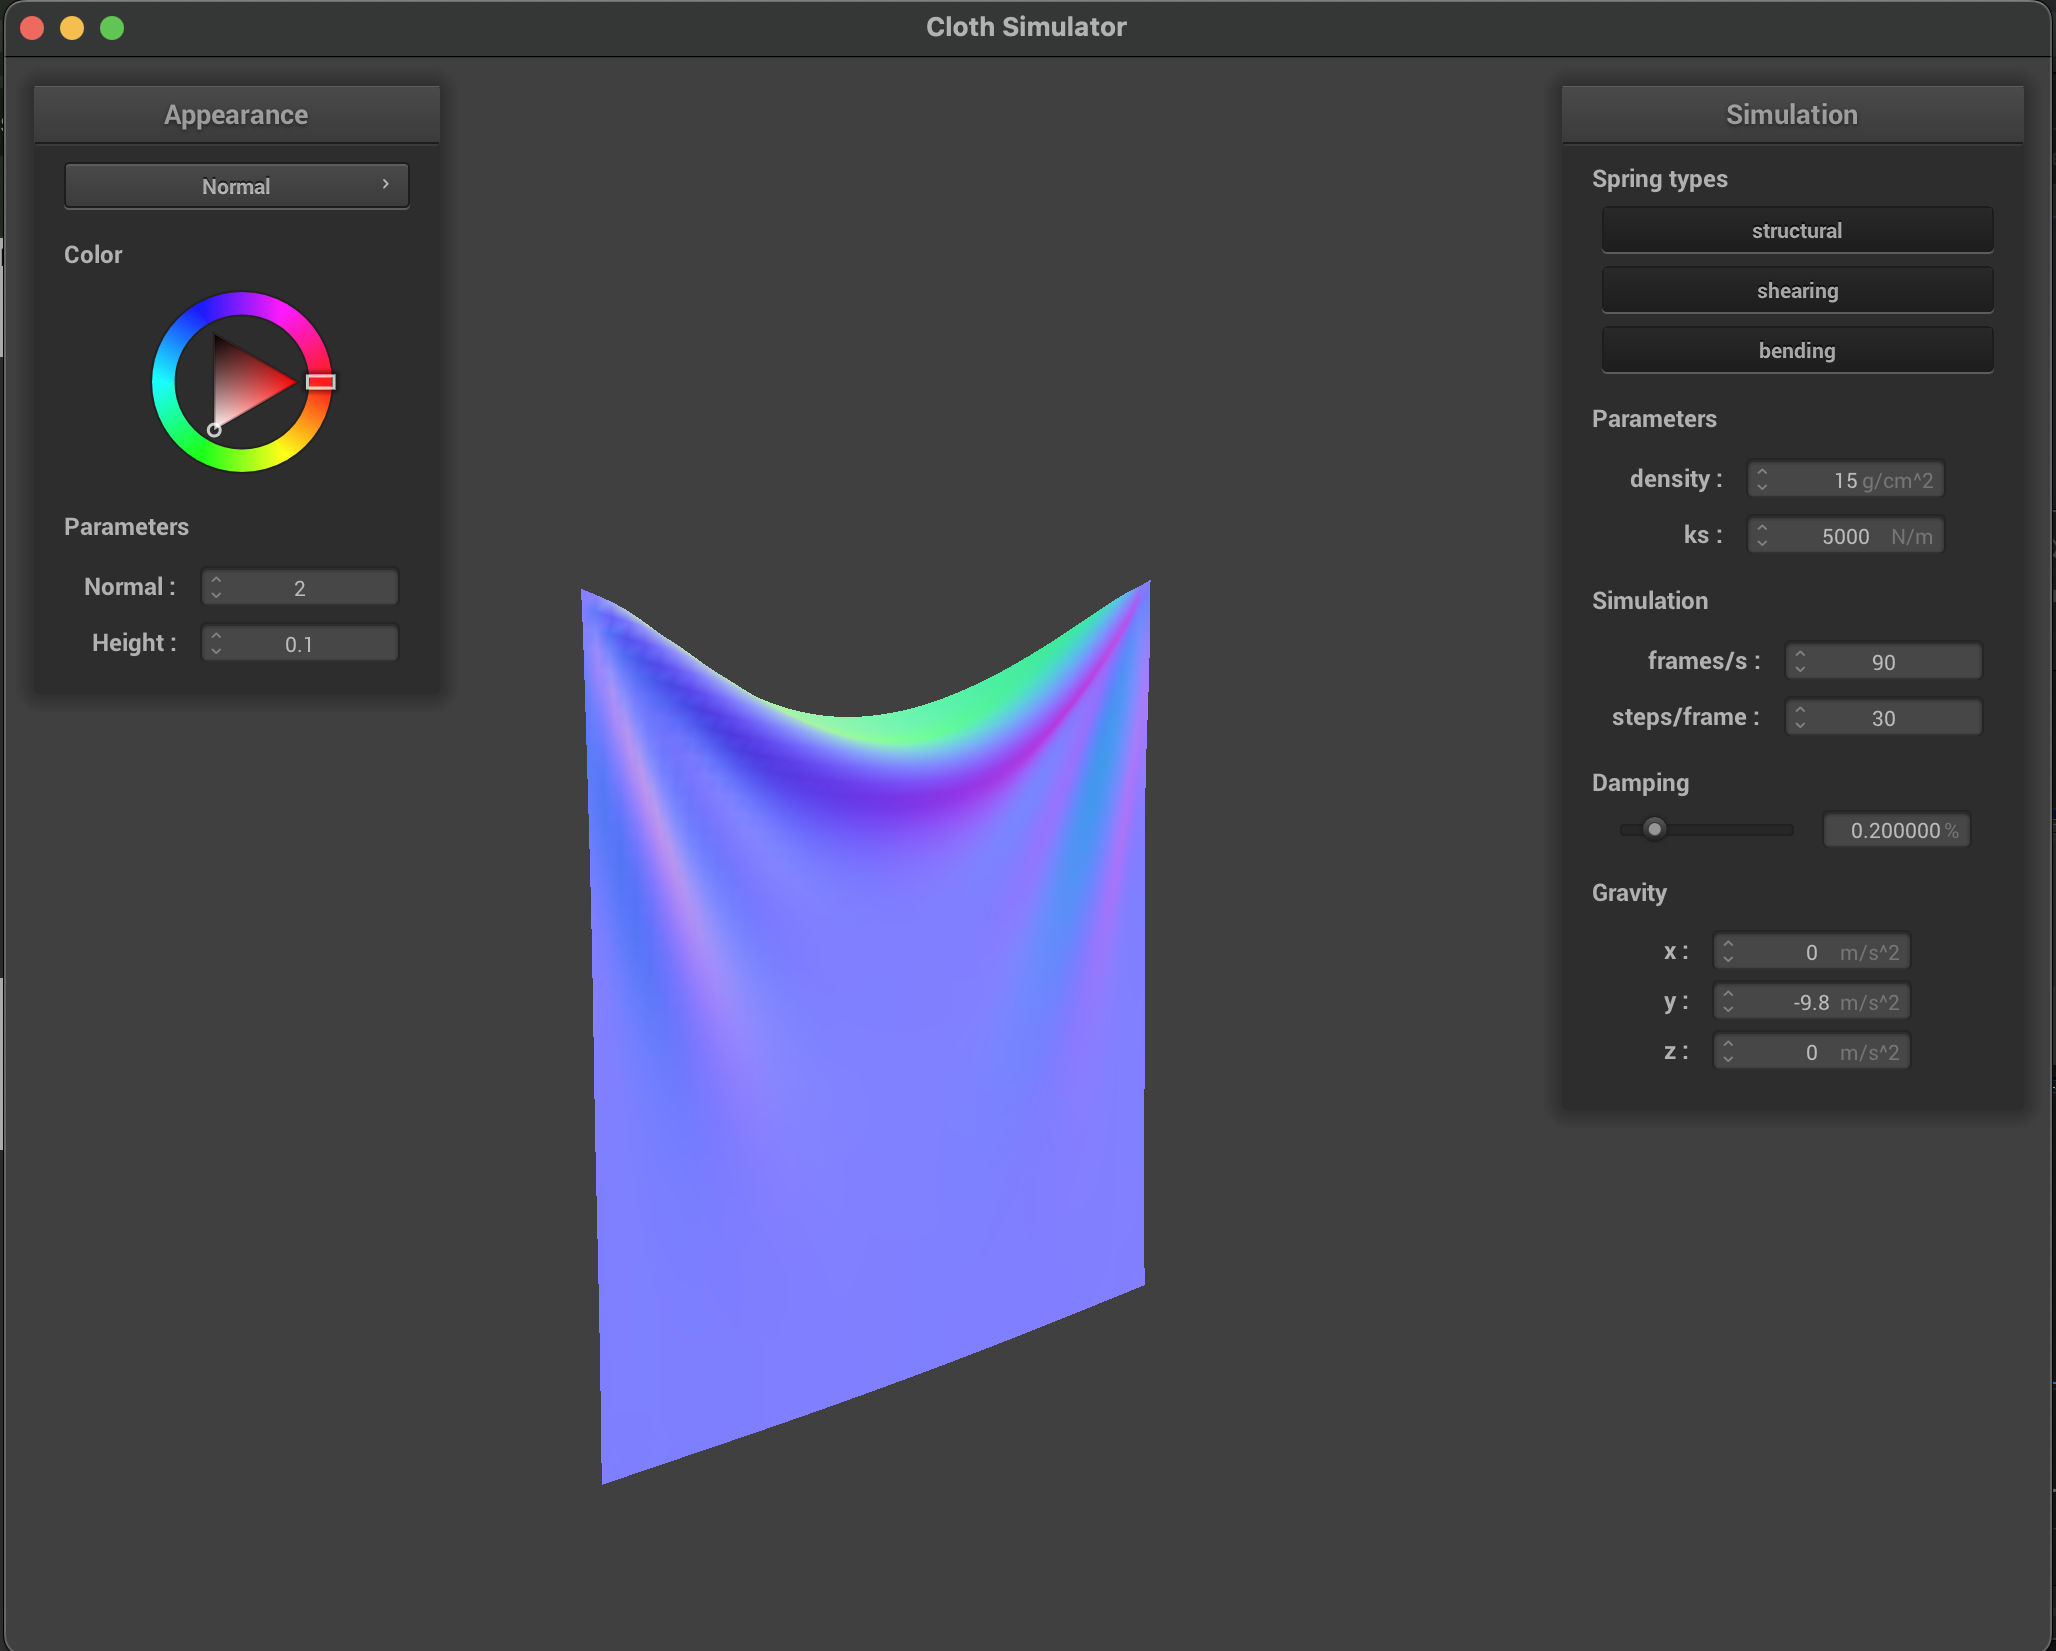 Cloth Simulator
Appearance
Normal
Color
Parameters
Normal : 2
Height : 0.1
Simulation
Spring types
structural
shearing
bending
Parameters
density : 15 g/cm^2
ks : 5000 N/m
Simulation
frames/s : 90
steps/frame : 30
Damping
0.200000 %
Gravity
x : 0 m/s^2
y : -9.8 m/s^2
z : 0 m/s^2